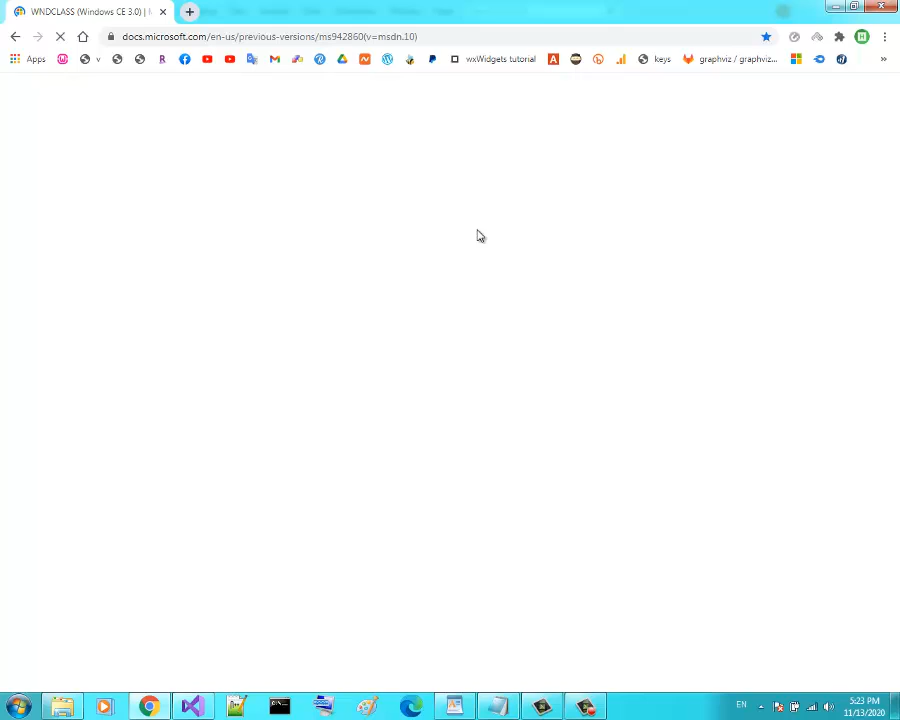 WNDCLASS (Windows CE 3.0) |
docs.microsoft.com/en-us/previous-versions/ms942860(v=msdn.10)
Apps wxWidgets tutorial keys graphviz / graphviz... »
EN 5:23 PM
11/13/2020